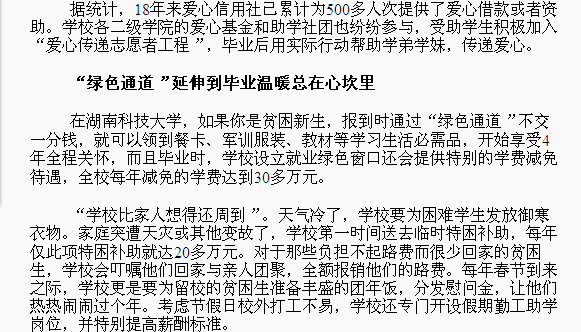 据统计，18年来爱心信用社已累计为500多人次提供了爱心借款或者资
助。学校各二级学院的爱心基金和助学社团也纷纷参与，受助学生积极加入
“爱心传递志愿者工程 ”，毕业后用实际行动帮助学弟学妹，传递爱心。
“绿色通道 ”延伸到毕业温暖总在心坎里
在湖南科技大学，如果你是贫困新生，报到时通过“绿色通道 ”不交
一分钱，就可以领到餐卡、军训服装、教材等学习生活必需品，开始享受4
年全程关怀，而且毕业时，学校设立就业绿色窗口还会提供特别的学费减免
待遇，全校每年减免的学费达到30多万元。
“学校比家人想得还周到 ”。天气冷了，学校要为困难学生发放御寒
衣物。家庭突遭天灾或其他变故了，学校第一时间送去临时特困补助，每年
仅此项特困补助就达20多万元。对于那些负担不起路费而很少回家的贫困
生，学校会叮嘱他们回家与亲人团聚，全额报销他们的路费。每年春节到来
之际，学校更是要为留校的贫困生准备丰盛的团年饭，分发慰问金，让他们
热热闹闹过个年。考虑节假日校外打工不易，学校还专门开设假期勤工助学
岗位，并特别提高薪酬标准。